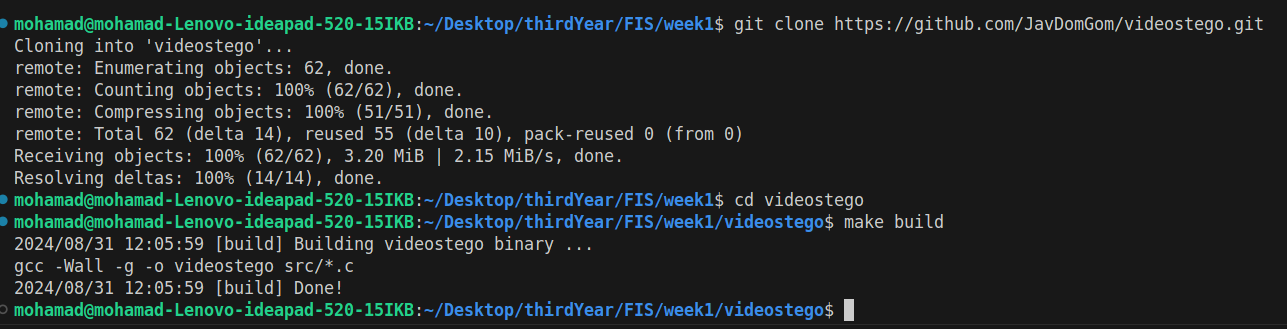 mohamad@mohamad-Lenovo-ideapad-520-15IKB:~/Desktop/thirdYear/FIS/week1$ git clone https://github.com/JavDomGom/videostego.git
Cloning into 'videostego'...
remote: Enumerating objects: 62, done.
remote: Counting objects: 100% (62/62), done.
remote: Compressing objects: 100% (51/51), done.
remote: Total 62 (delta 14), reused 55 (delta 10), pack-reused 0 (from 0)
Receiving objects: 100% (62/62), 3.20 MiB | 2.15 MiB/s, done.
Resolving deltas: 100% (14/14), done.
mohamad@mohamad-Lenovo-ideapad-520-15IKB:~/Desktop/thirdYear/FIS/week1$ cd videostego
mohamad@mohamad-Lenovo-ideapad-520-15IKB:~/Desktop/thirdYear/FIS/week1/videostego$ make build
2024/08/31 12:05:59 [build] Building videostego binary ...
gcc -Wall -g -o videostego src/*.c
2024/08/31 12:05:59 [build] Done!
mohamad@mohamad-Lenovo-ideapad-520-15IKB:~/Desktop/thirdYear/FIS/week1/videostego$